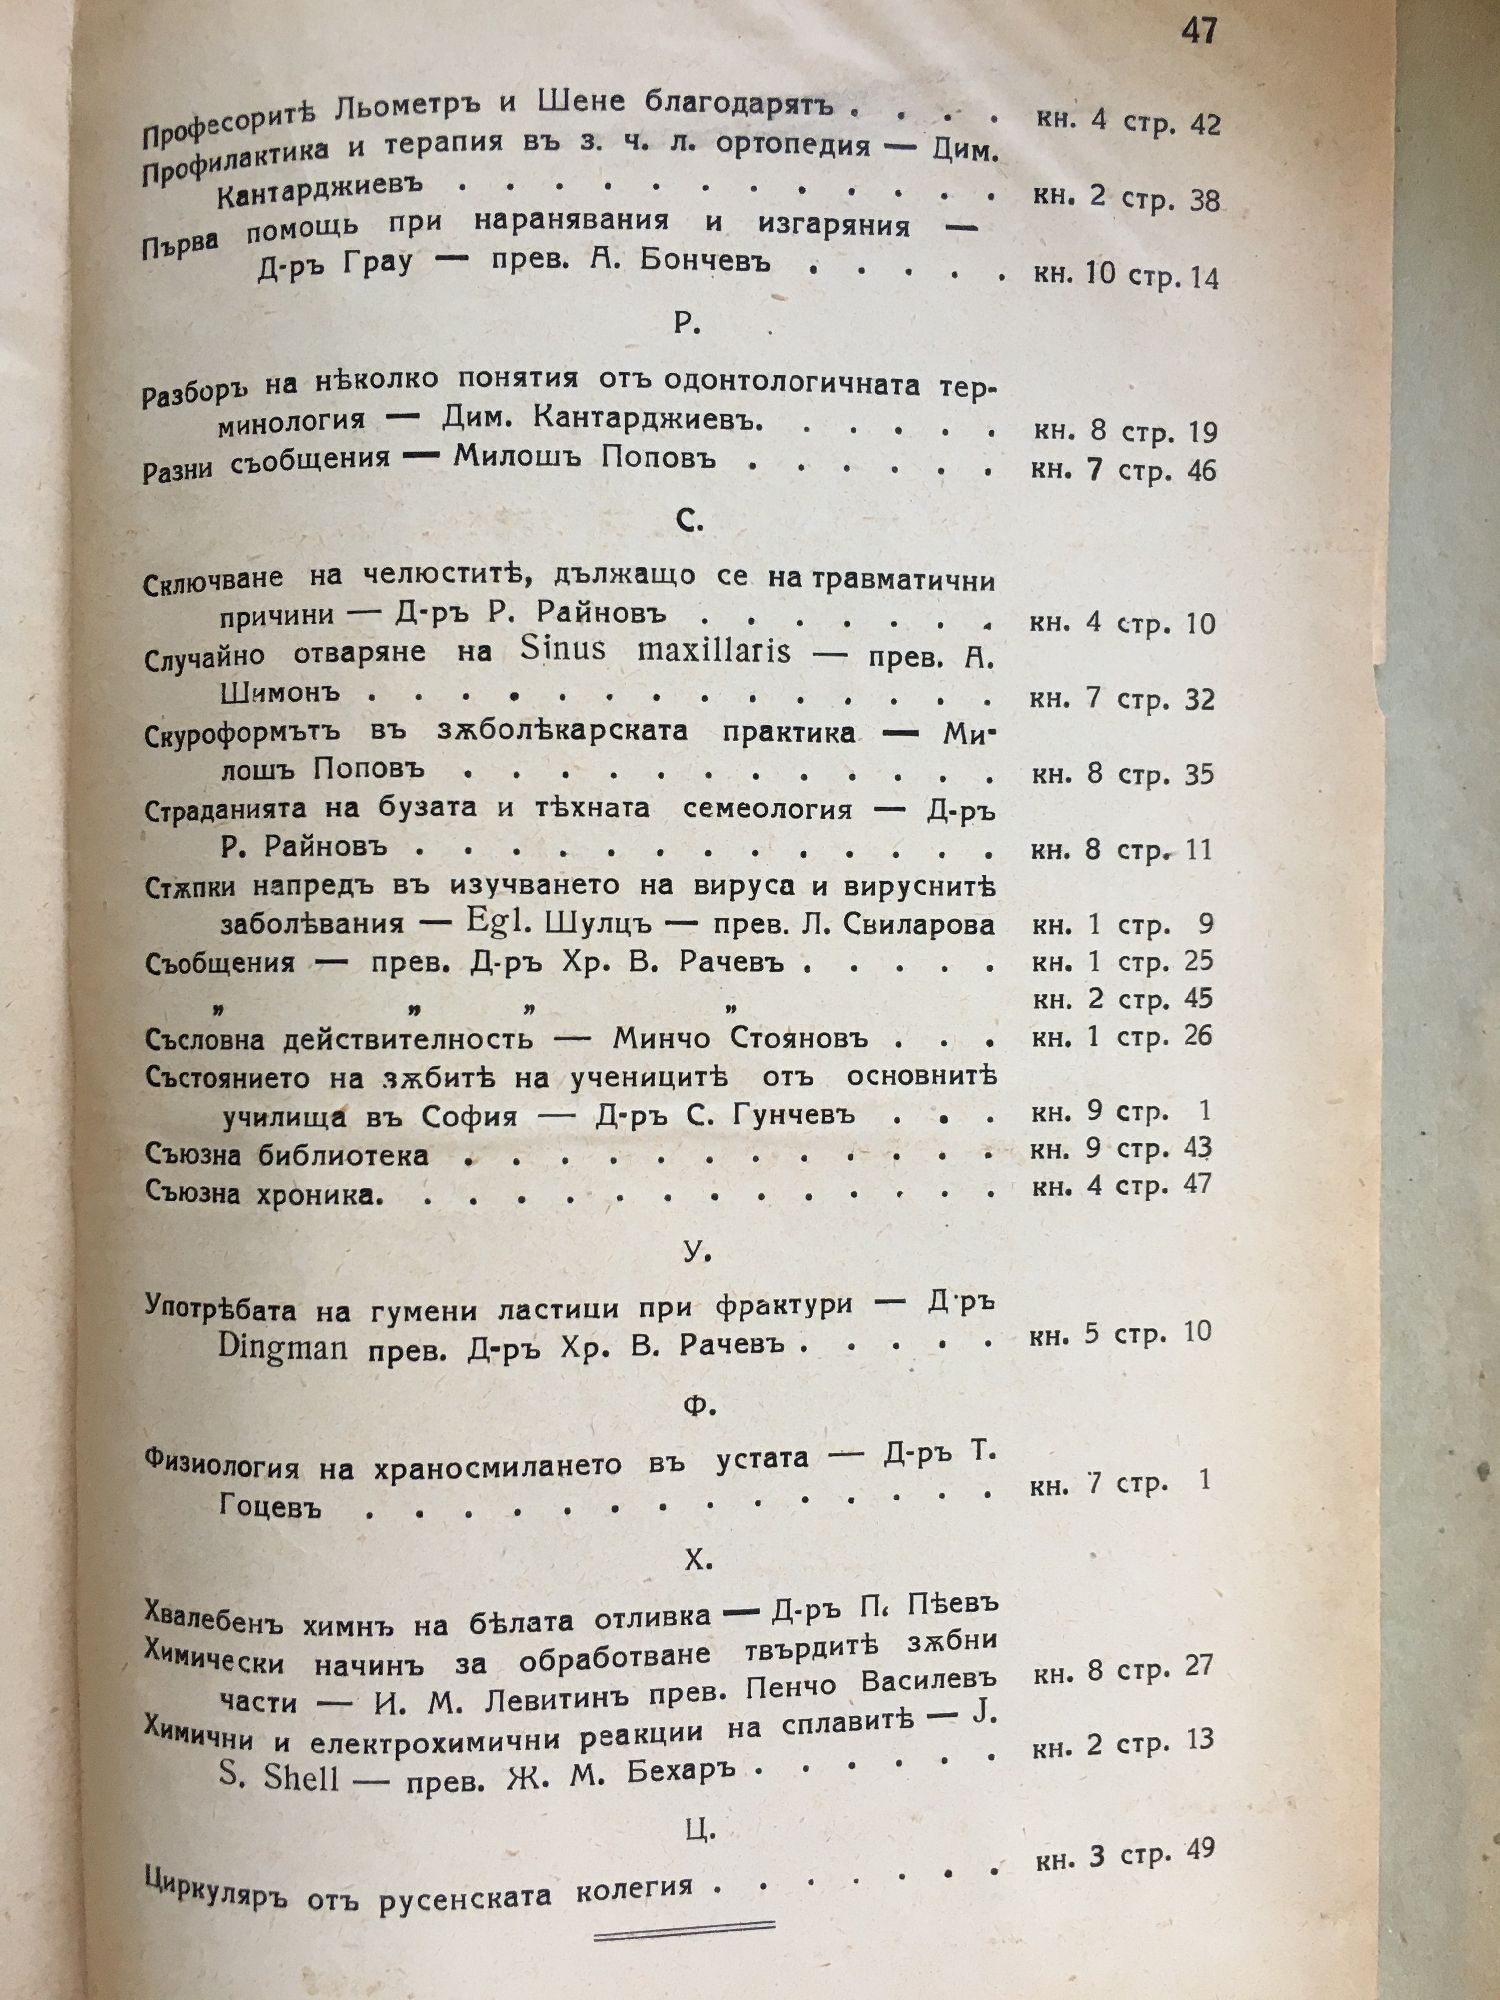 47
Професоритѣ Льометръ и Шене благодарятъ . . . . кн. 4 стр. 42
Профилактика и терапия въ з. ч. л. ортопедия — Дим.
Кантарджиевъ . . . . . . . . . . . . кн. 2 стр. 38
Първа помощь при наранявания и изгаряния —
Д-ръ Грау — прев. А. Бончевъ . . . . . кн. 10 стр. 14
Р.
Разборъ на нѣколко понятия отъ одонтологичната тер-
минология — Дим. Кантарджиевъ. . . . . . кн. 8 стр. 19
Разни съобщения — Милошъ Поповъ . . . . . . кн. 7 стр. 46
С.
Сключване на челюститѣ, дължащо се на травматични
причини — Д-ръ Р. Райновъ . . . . . . . кн. 4 стр. 10
Случайно отваряне на Sinus maxillaris — прев. А.
Шимонъ . . . . . . . . . . . . . . кн. 7 стр. 32
Скуроформътъ въ зѫболѣкарската практика — Ми-
лошъ Поповъ . . . . . . . . . . . . кн. 8 стр. 35
Страданията на бузата и тѣхната семеология — Д-ръ
Р. Райновъ . . . . . . . . . . . . . кн. 8 стр. 11
Стѫпки напредъ въ изучването на вируса и вируснитѣ
заболѣвания — Egl. Шулцъ — прев. Л. Свиларова кн. 1 стр. 9
Съобщения — прев. Д-ръ Хр. В. Рачевъ . . . . . кн. 1 стр. 25
„ „ „ „ кн. 2 стр. 45
Съсловна действителность — Минчо Стояновъ . . . кн. 1 стр. 26
Състоянието на зѫбитѣ на ученицитѣ отъ основнитѣ
училища въ София — Д-ръ С. Гунчевъ . . . кн. 9 стр. 1
Съюзна библиотека . . . . . . . . . . . . кн. 9 стр. 43
Съюзна хроника. . . . . . . . . . . . . . кн. 4 стр. 47
У.
Употрѣбата на гумени ластици при фрактури — Д-ръ
Dingman прев. Д-ръ Хр. В. Рачевъ . . . . . кн. 5 стр. 10
Ф.
Физиология на храносмилането въ устата — Д-ръ Т.
Гоцевъ . . . . . . . . . . . . . . кн. 7 стр. 1
Х.
Хвалебенъ химнъ на бѣлата отливка — Д-ръ П. Пѣевъ
Химически начинъ за обработване твърдитѣ зѫбни
части — И. М. Левитинъ прев. Пенчо Василевъ кн. 8 стр. 27
Химични и електрохимични реакции на сплавитѣ — J.
S. Shell — прев. Ж. М. Бехаръ . . . . . . кн. 2 стр. 13
Ц.
Циркуляръ отъ русенската колегия . . . . . . . кн. 3 стр. 49